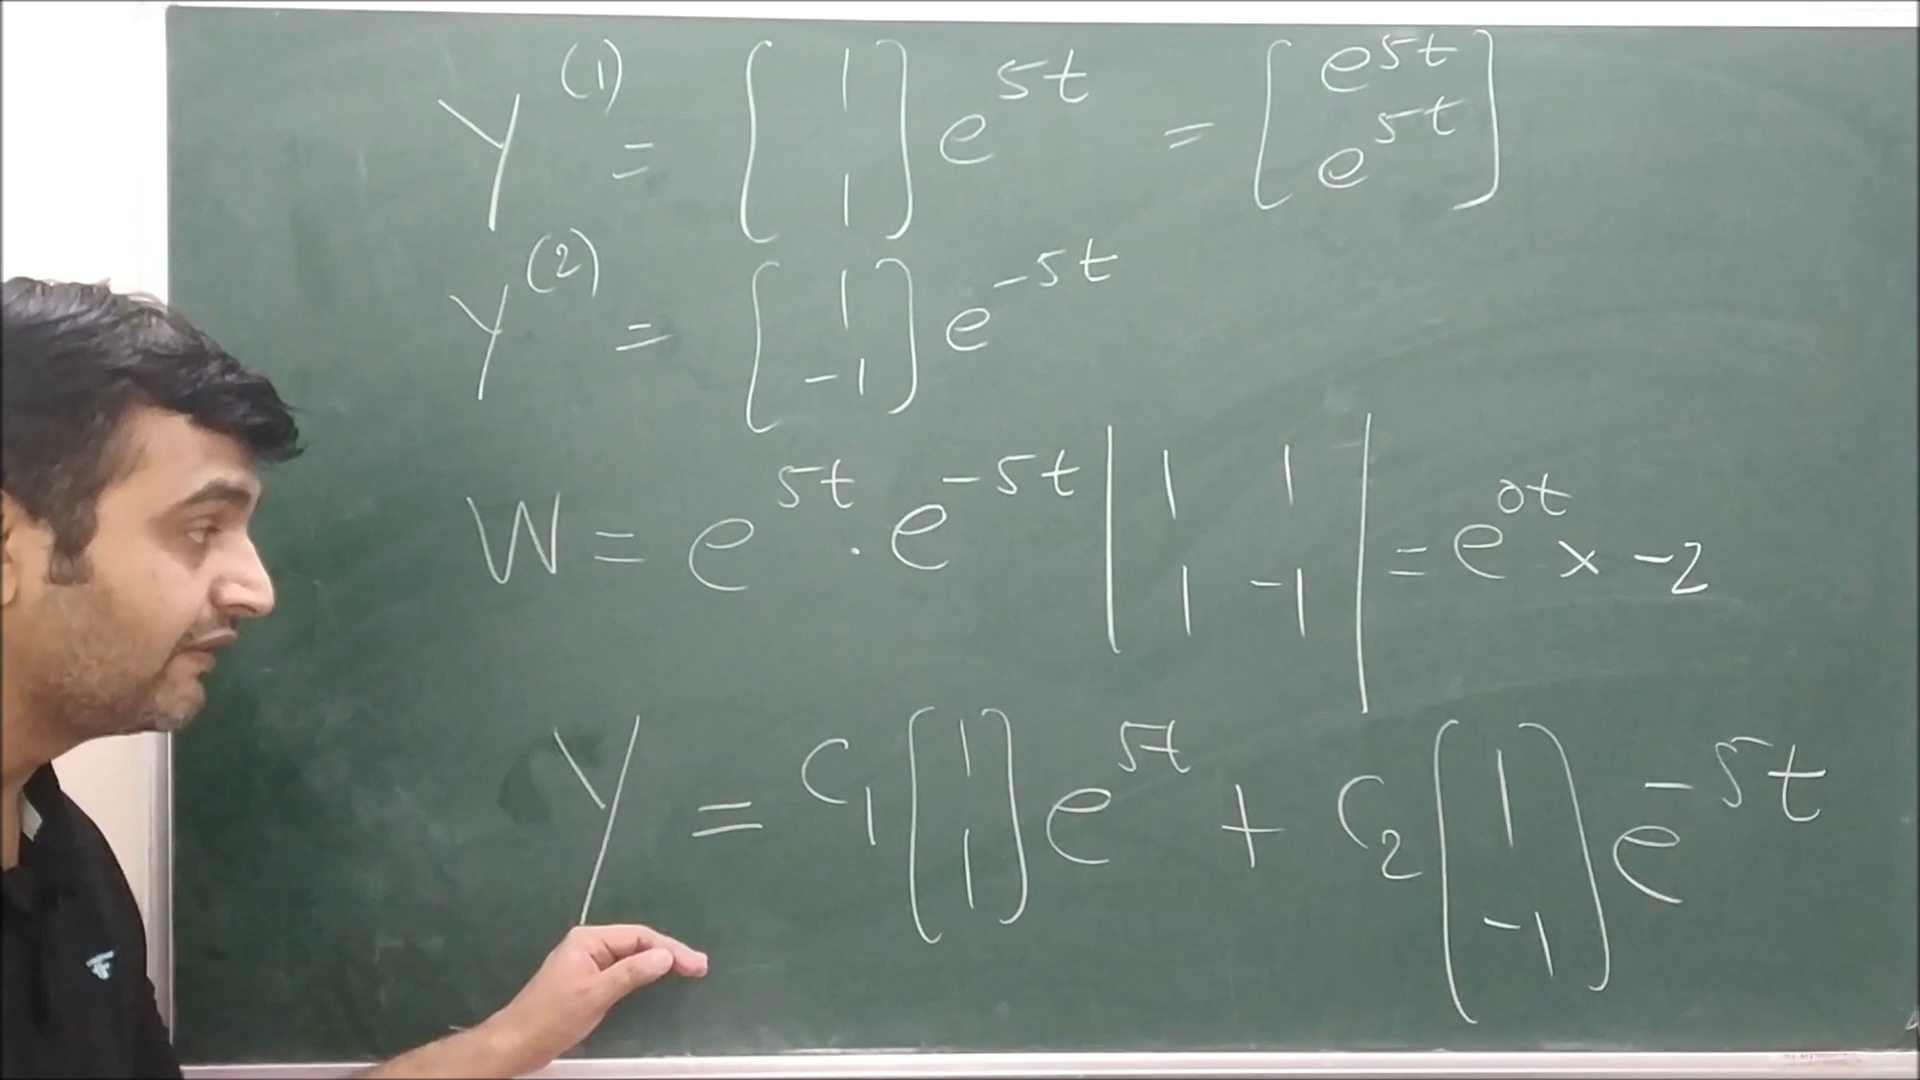 Y^(1) = [1 1] e^5t = [e^5t e^5t]
Y^(2) = [1 -1] e^-5t
W = e^5t . e^-5t |1 1 1 -1| = e^0t × -2
Y = C1 [1 1] e^5t + C2 [1 -1] e^-5t